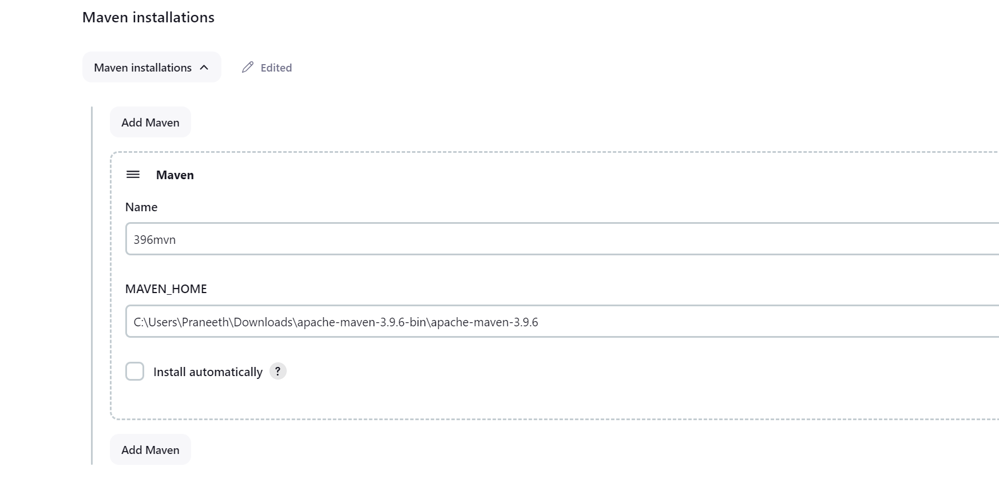 Maven installations
Maven installations
Edited
Add Maven
Maven
Name
396mvn
MAVEN_HOME
C:\Users\Praneeth\Downloads\apache-maven-3.9.6-bin\apache-maven-3.9.6
Install automatically ?
Add Maven